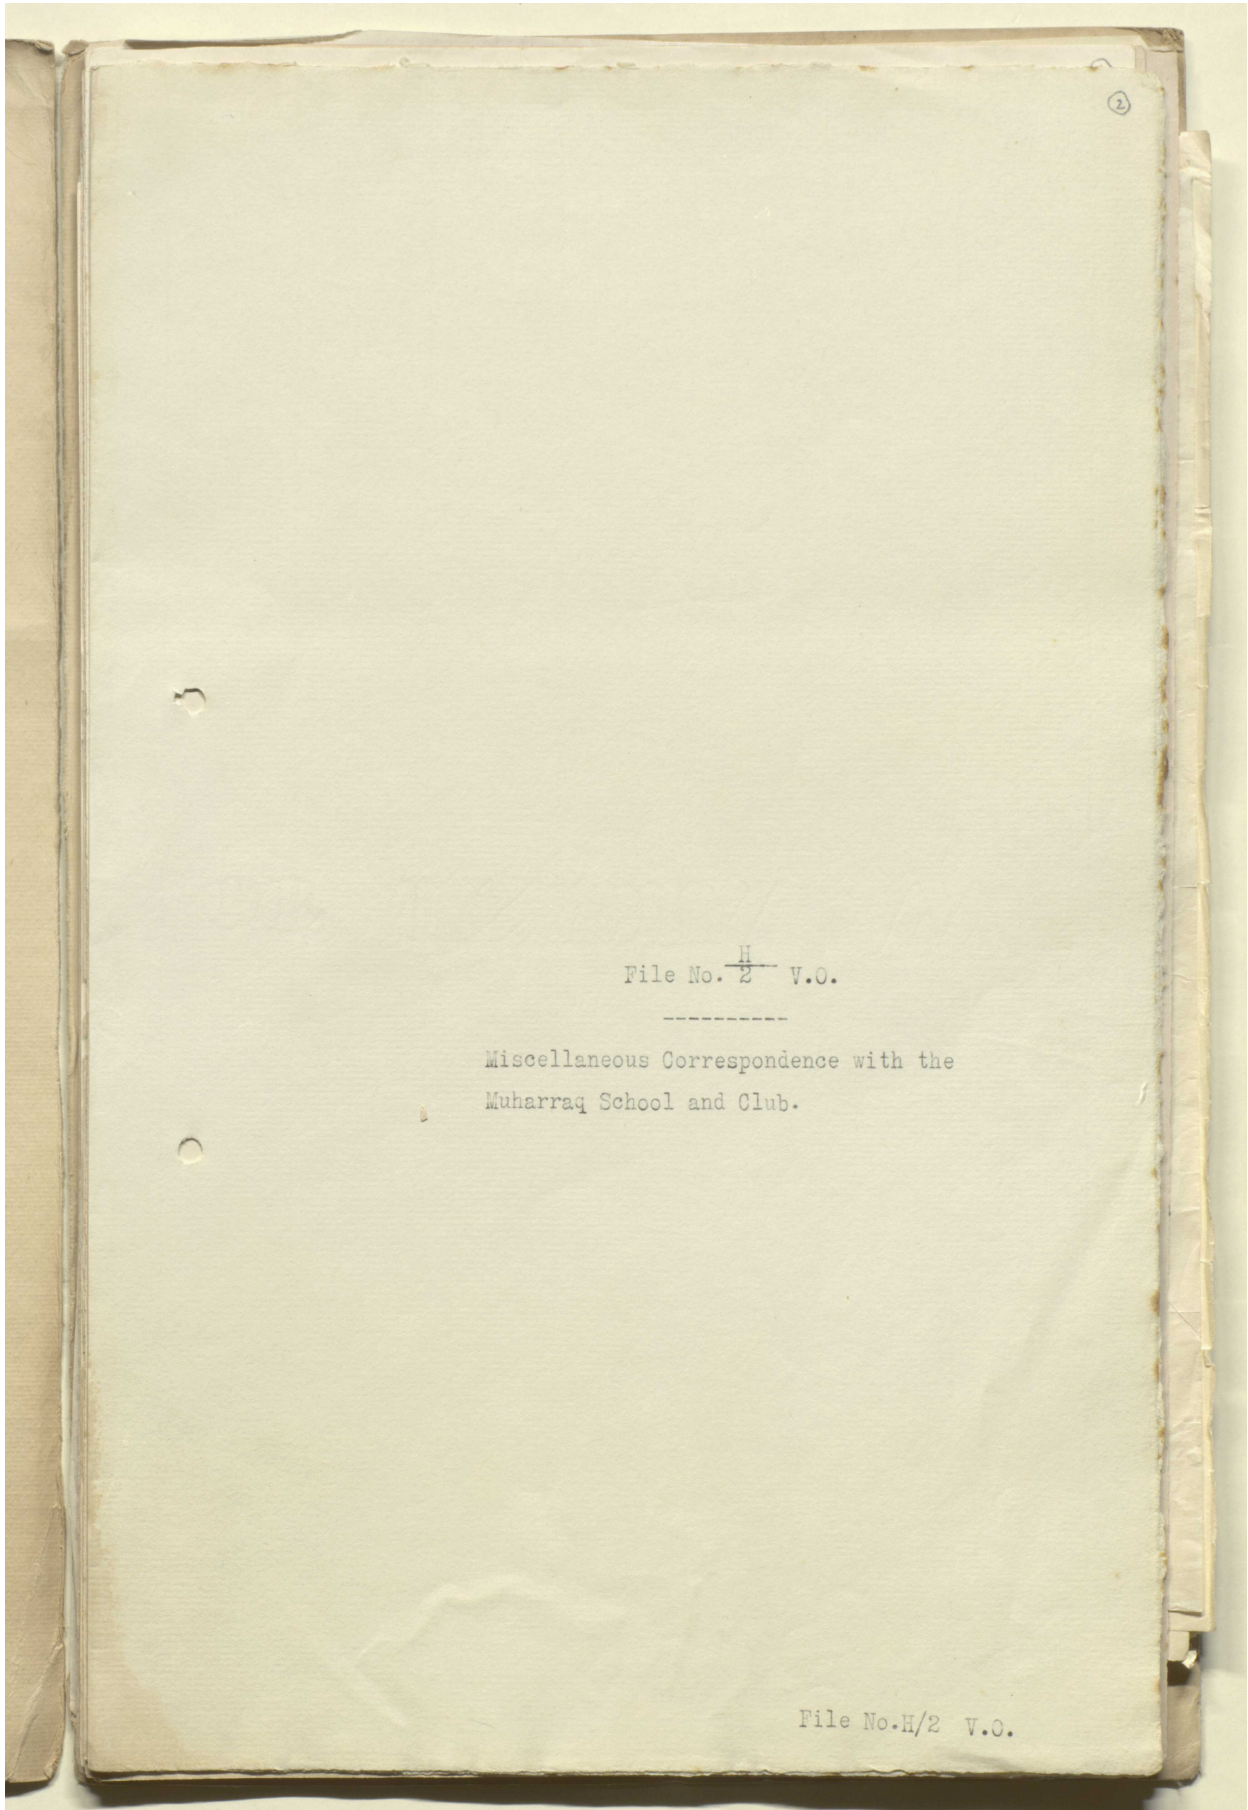 2
File No. H/2 V.O.
----------
Miscellaneous Correspondence with the
Muharraq School and Club.
File No.H/2 V.O.